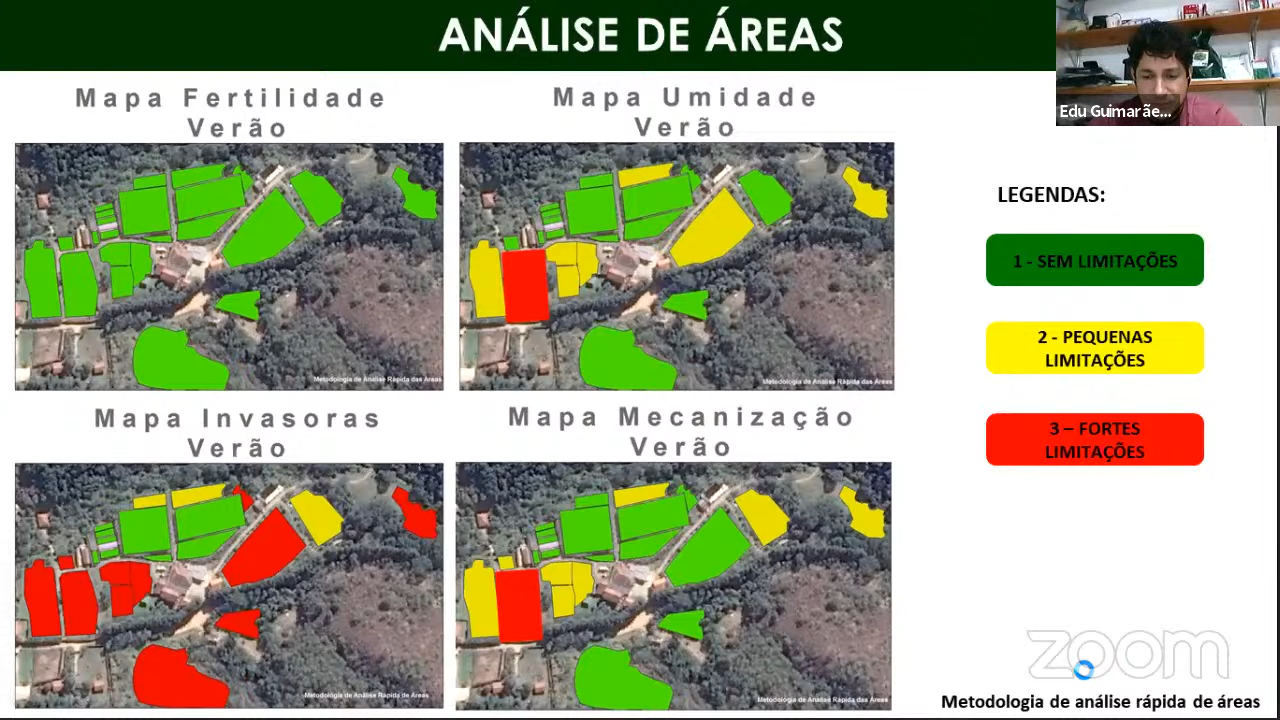 ANÁLISE DE ÁREAS
Edu Guimarãe...
Mapa Fertilidade
Verão
Mapa Umidade
Verão
LEGENDAS:
1 - SEM LIMITAÇÕES
2 - PEQUENAS
LIMITAÇÕES
3 – FORTES
LIMITAÇÕES
Metodologia de Análise Rápida das Áreas
Metodologia de Análise Rápida das Áreas
Mapa Invasoras
Verão
Mapa Mecanização
Verão
Metodologia de Análise Rápida de Áreas
Metodologia de Análise Rápida das Áreas
zoom
Metodologia de análise rápida de áreas